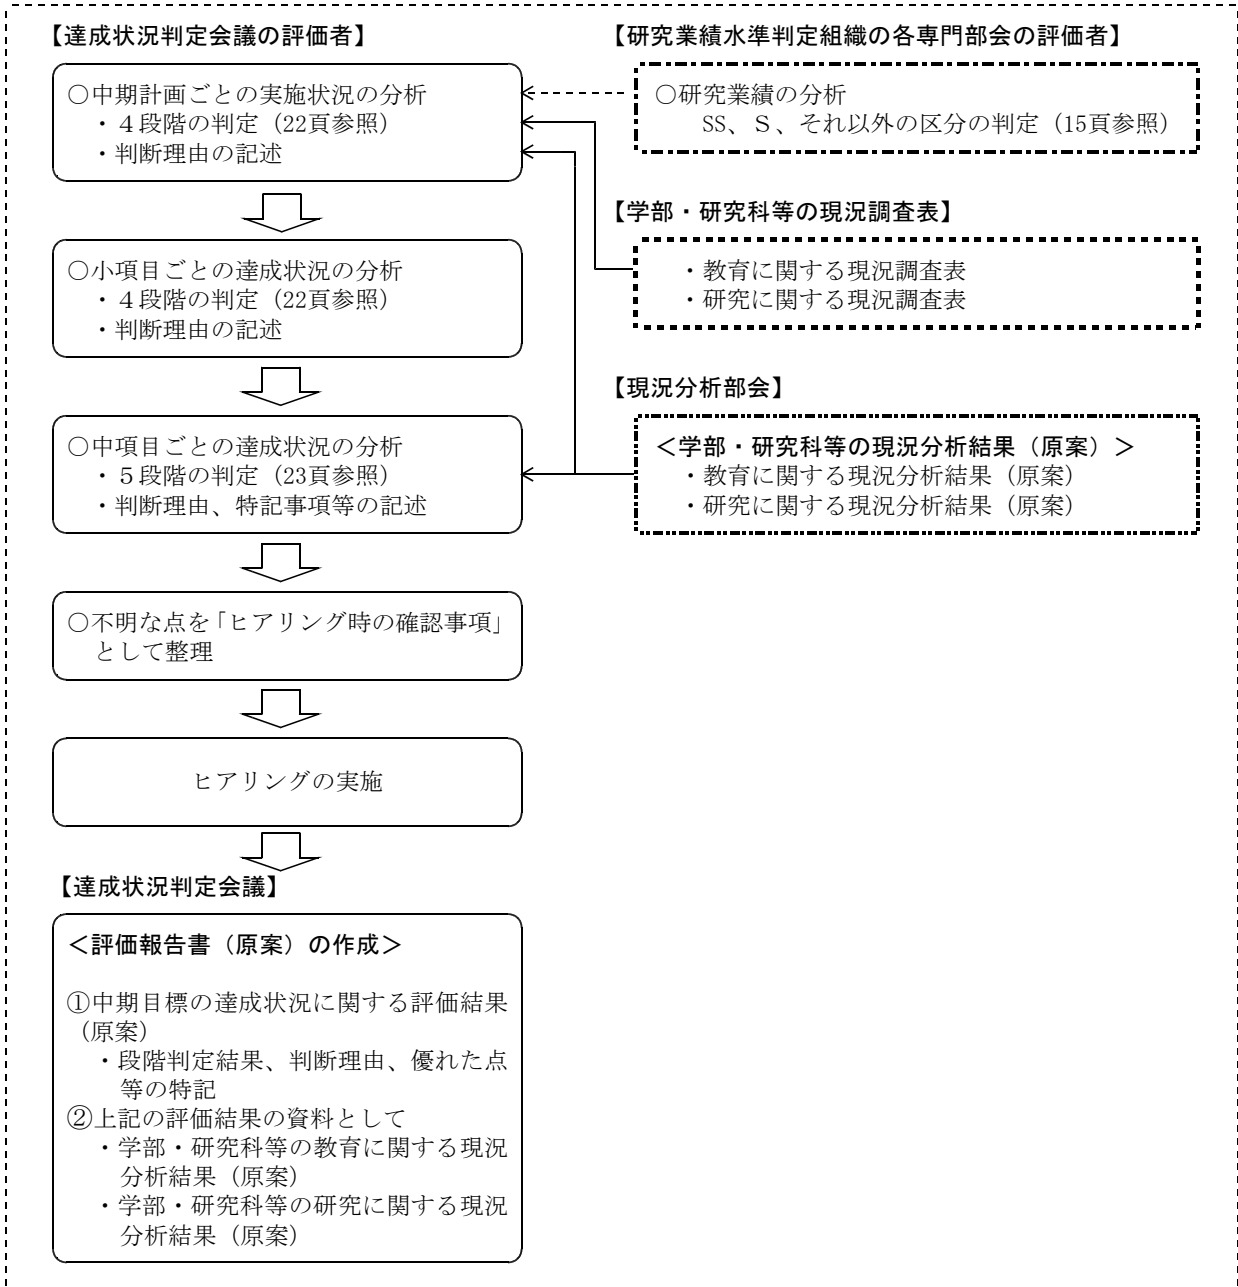 【達成状況判定会議の評価者】
○中期計画ごとの実施状況の分析
・４段階の判定（22頁参照）
・判断理由の記述
○小項目ごとの達成状況の分析
・４段階の判定（22頁参照）
・判断理由の記述
○中項目ごとの達成状況の分析
・５段階の判定（23頁参照）
・判断理由、特記事項等の記述
○不明な点を「ヒアリング時の確認事項」
として整理
ヒアリングの実施
【達成状況判定会議】
＜評価報告書（原案）の作成＞
①中期目標の達成状況に関する評価結果
（原案）
・段階判定結果、判断理由、優れた点
等の特記
②上記の評価結果の資料として
・学部・研究科等の教育に関する現況
分析結果（原案）
・学部・研究科等の研究に関する現況
分析結果（原案）
【研究業績水準判定組織の各専門部会の評価者】
○研究業績の分析
SS、Ｓ、それ以外の区分の判定（15頁参照）
【学部・研究科等の現況調査表】
・教育に関する現況調査表
・研究に関する現況調査表
【現況分析部会】
＜学部・研究科等の現況分析結果（原案）＞
・教育に関する現況分析結果（原案）
・研究に関する現況分析結果（原案）